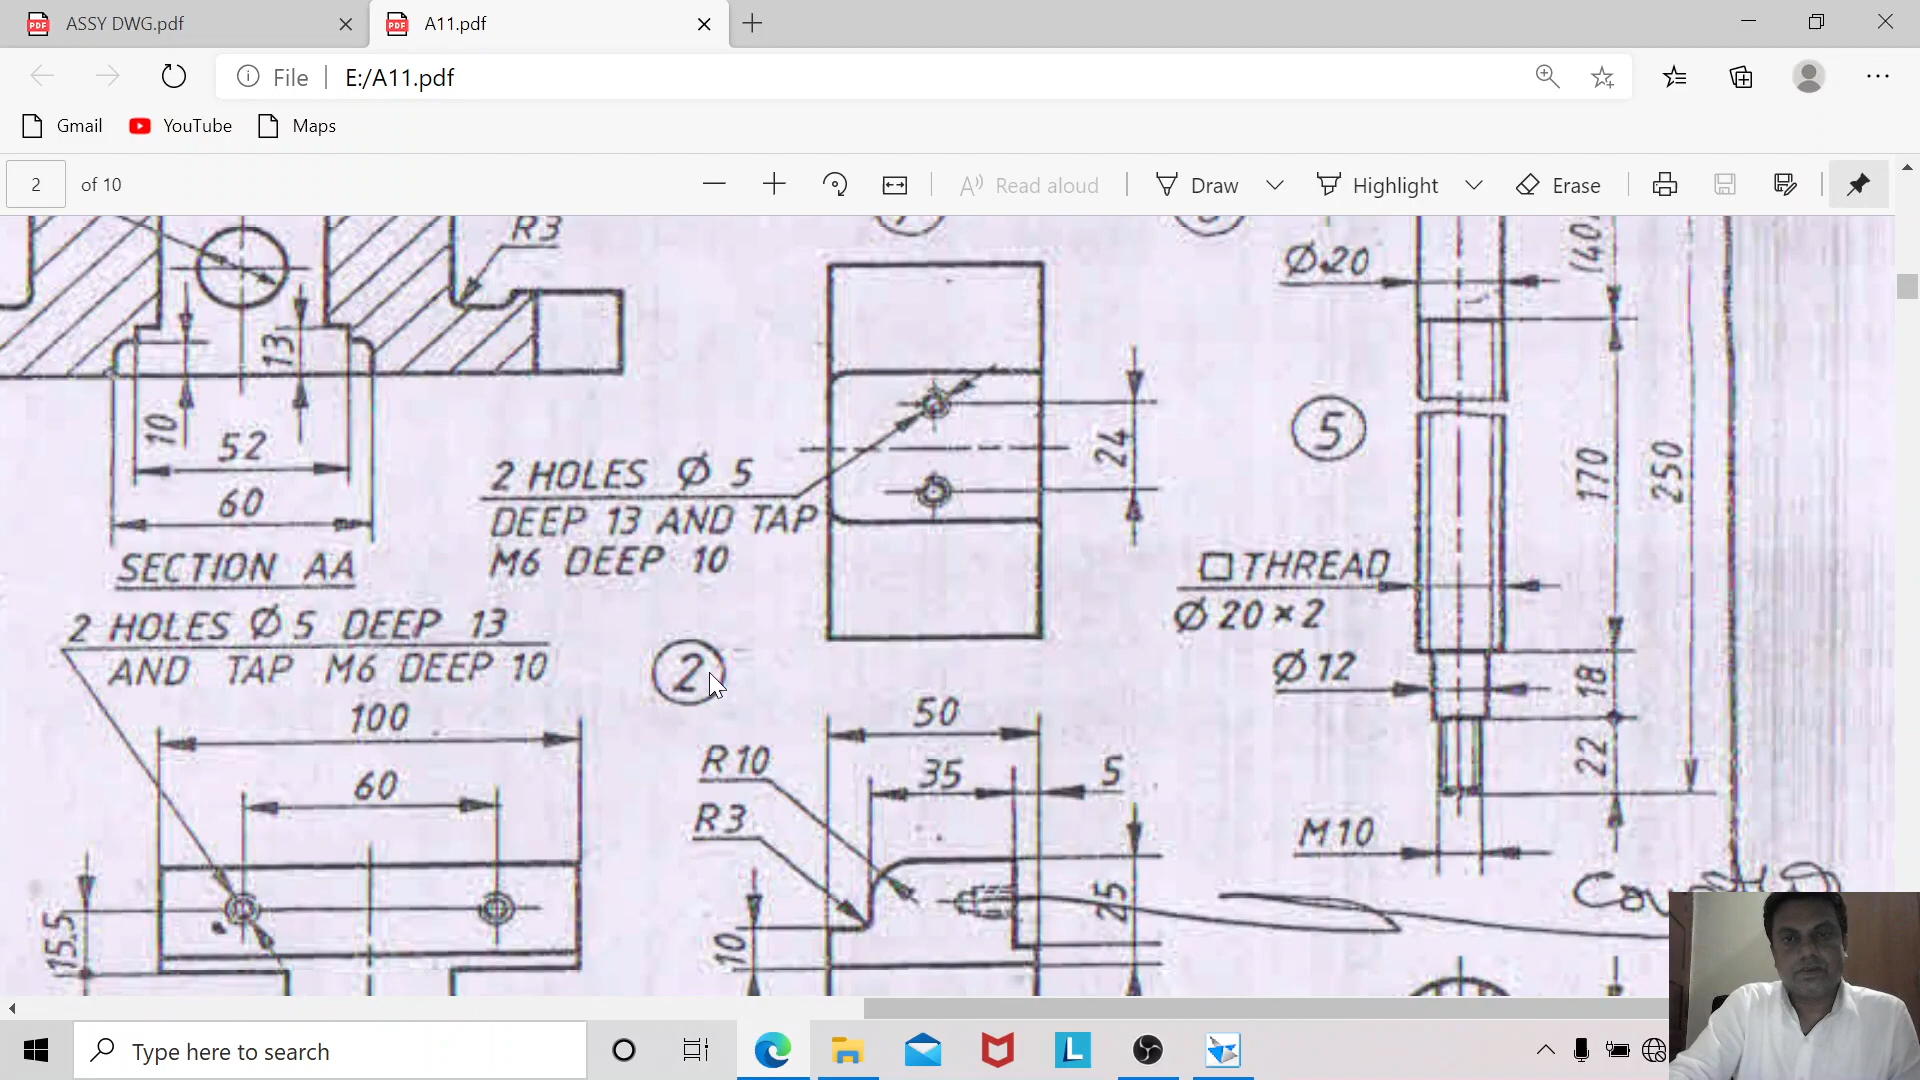 ASSY DWG.pdf
A11.pdf
File
E:/A11.pdf
Gmail
YouTube
Maps
2 of 10
Read aloud
Draw
Highlight
Erase
R3
Ø 20
(40)
13
10
52
60
SECTION AA
2 HOLES Ø 5
DEEP 13 AND TAP
M6 DEEP 10
24
5
170
250
□ THREAD
Ø 20 × 2
Ø 12
18
22
M10
2 HOLES Ø 5 DEEP 13
AND TAP M6 DEEP 10
2
100
60
15.5
50
35
5
R10
R3
10
25
Type here to search